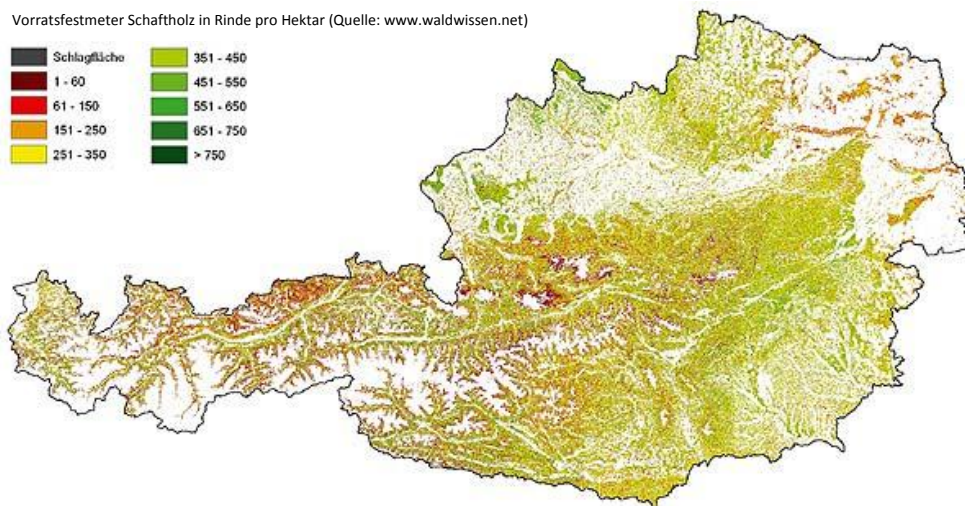 Vorratsfestmeter Schaftholz in Rinde pro Hektar (Quelle: www.waldwissen.net)
Schlagfläche
1 - 60
61 - 150
151 - 250
251 - 350
351 - 450
451 - 550
551 - 650
651 - 750
> 750